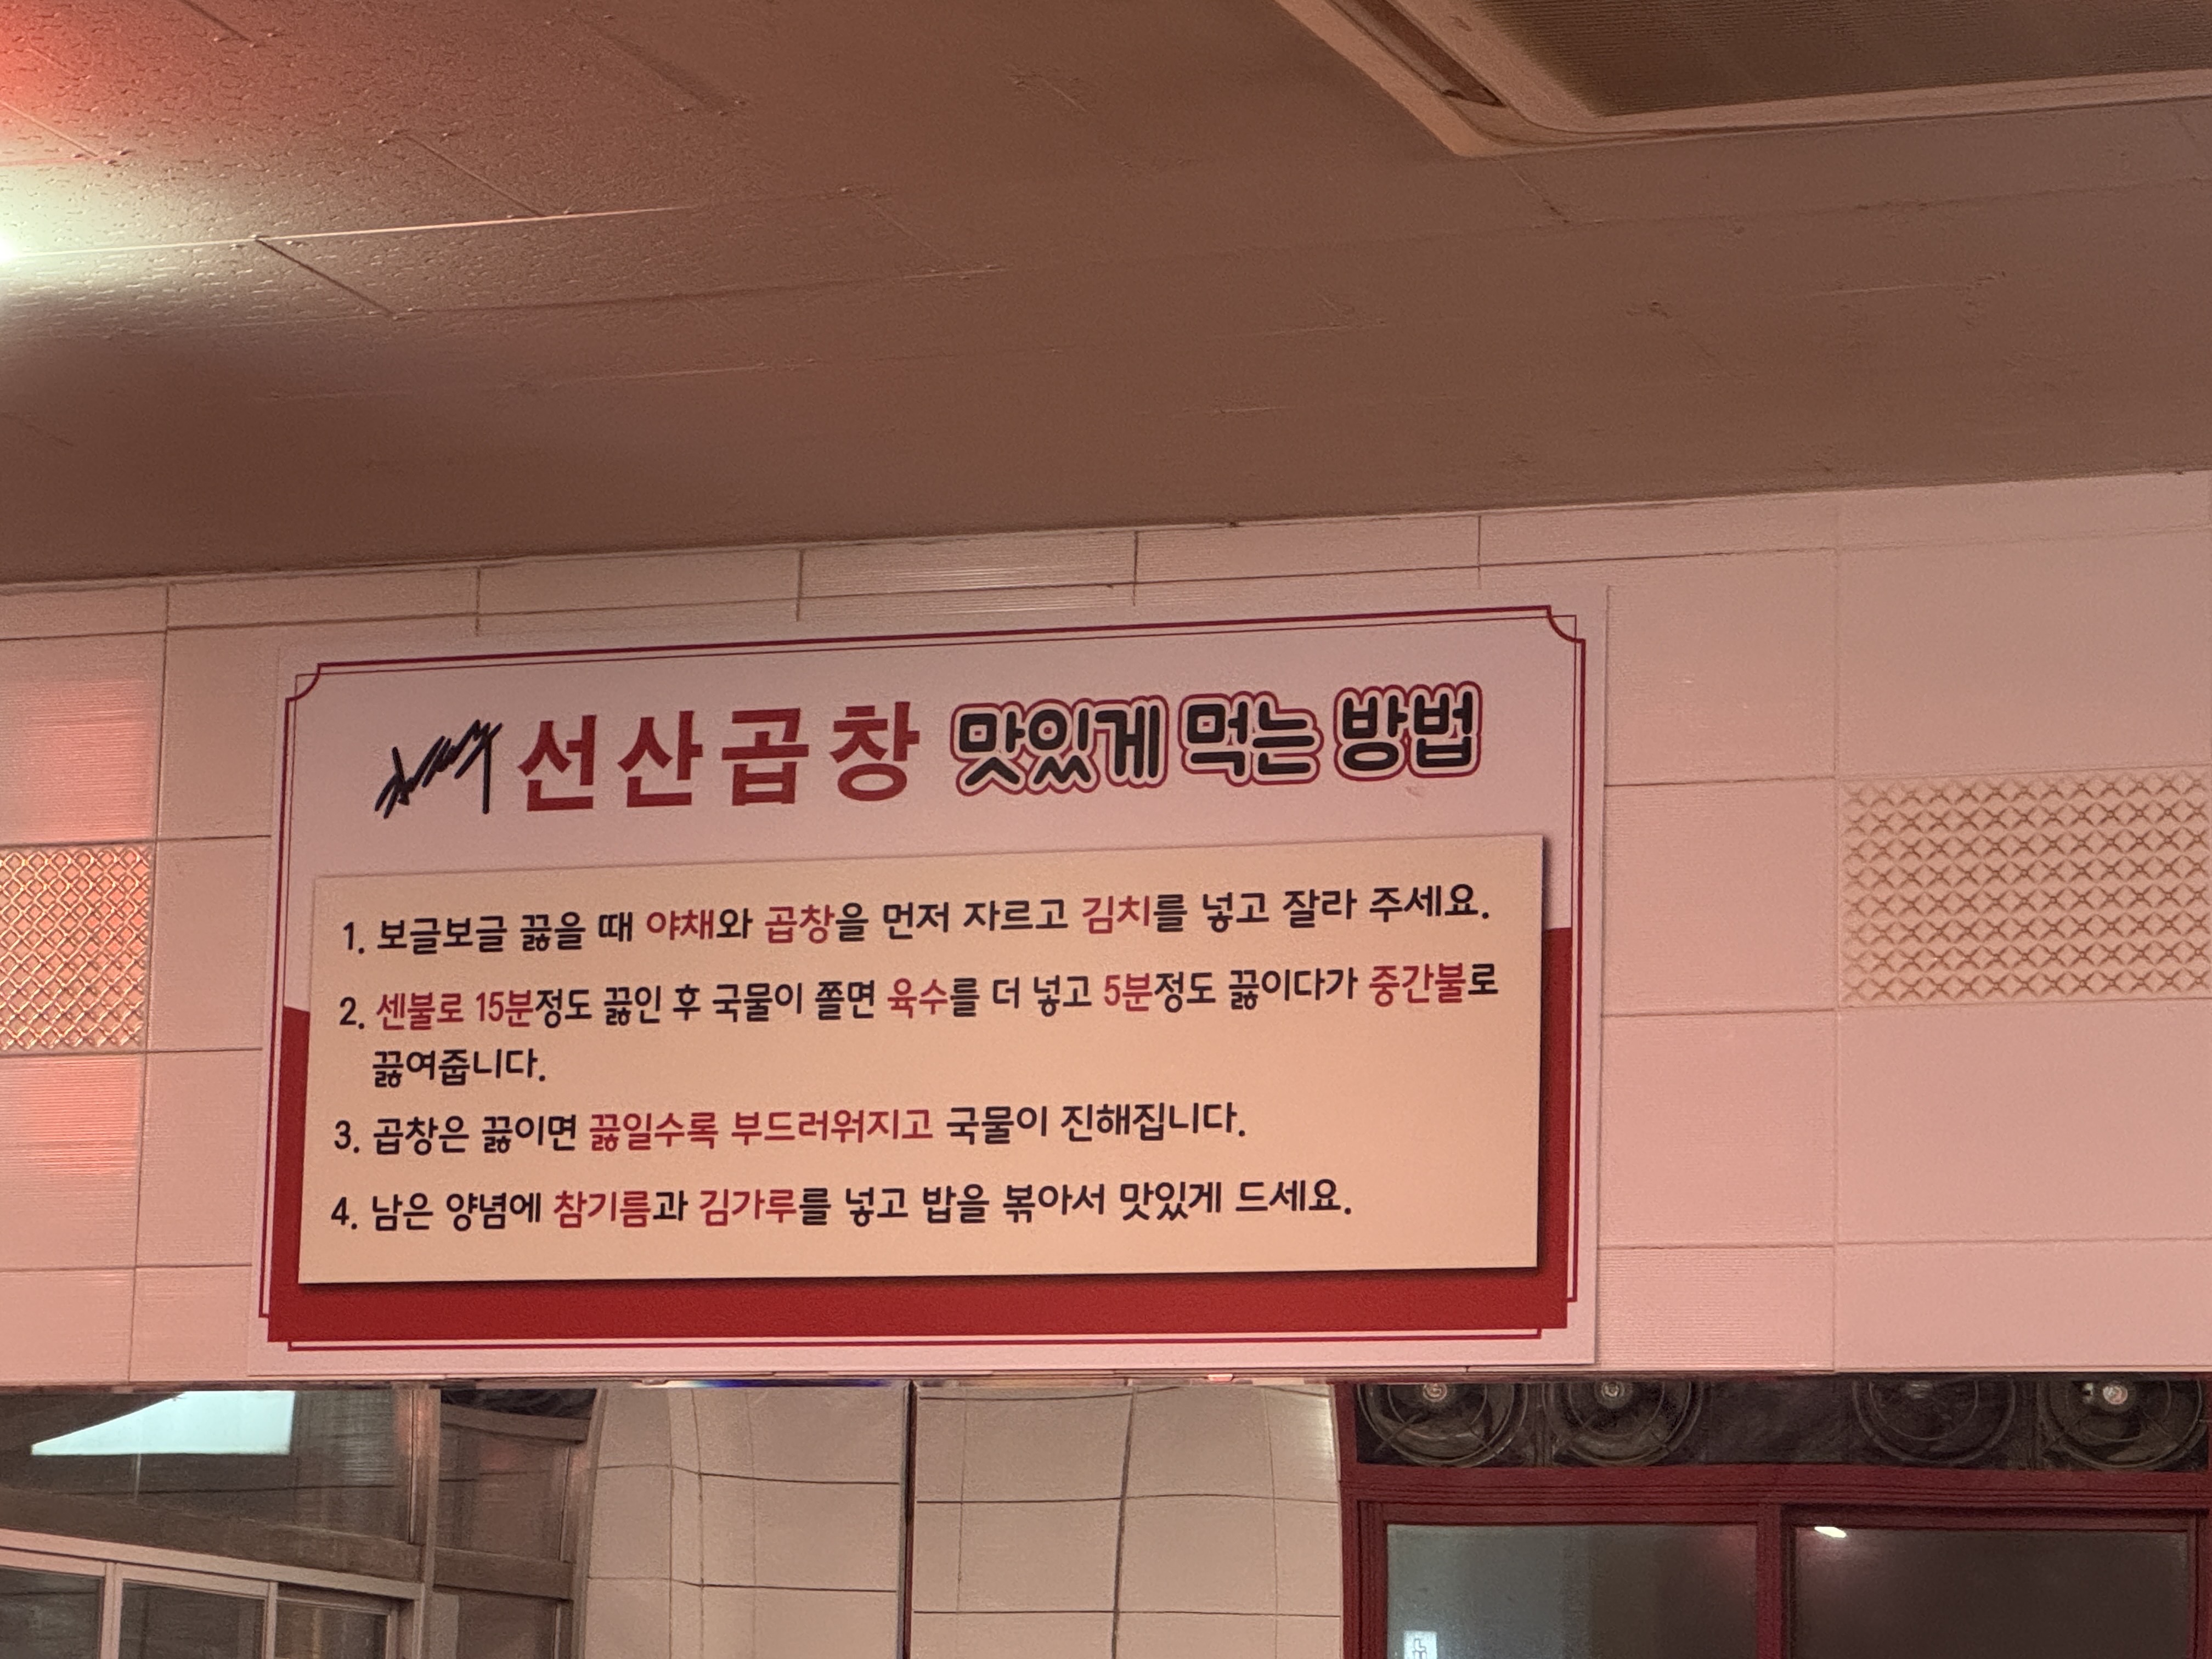 선산곱창 맛있게 먹는 방법
1. 보글보글 끓을 때 야채와 곱창을 먼저 자르고 김치를 넣고 잘라 주세요.
2. 센불로 15분정도 끓인 후 국물이 쫄면 육수를 더 넣고 5분정도 끓이다가 중간불로
끓여줍니다.
3. 곱창은 끓이면 끓일수록 부드러워지고 국물이 진해집니다.
4. 남은 양념에 참기름과 김가루를 넣고 밥을 볶아서 맛있게 드세요.